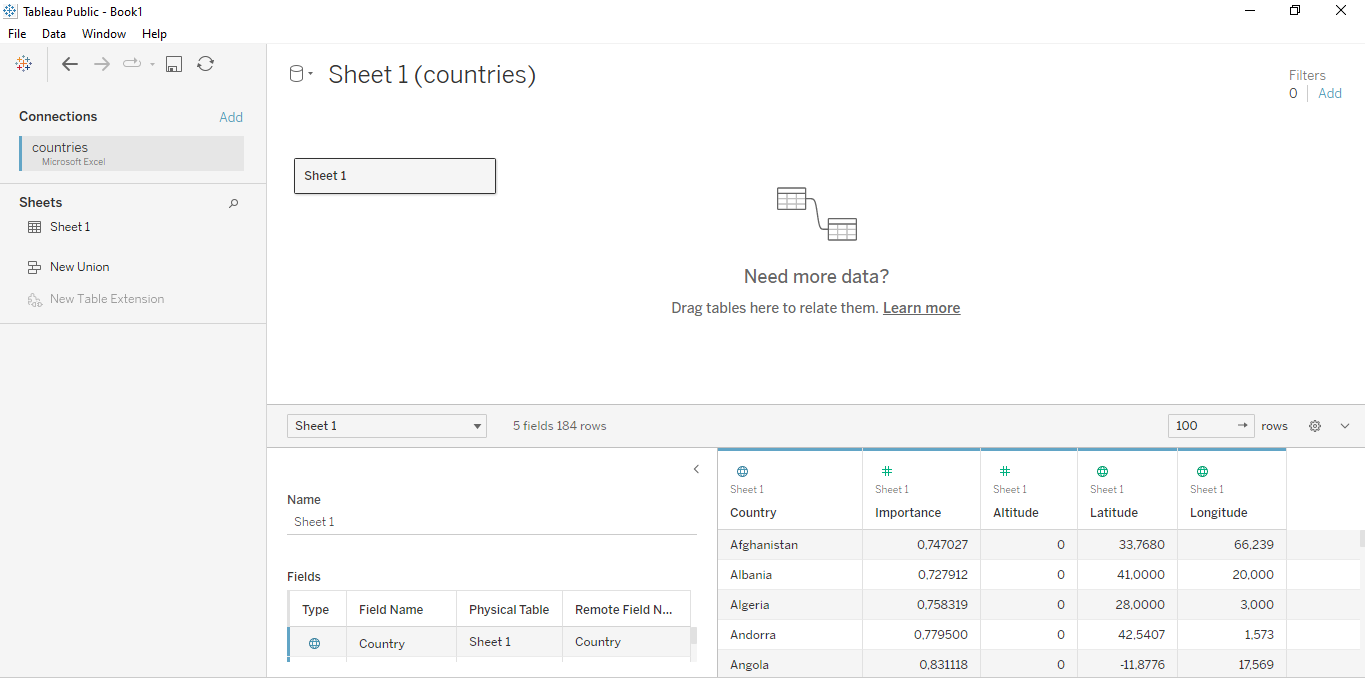 Tableau Public - Book1
File Data Window Help
Connections Add
countries
Microsoft Excel
Sheets
Sheet 1
New Union
New Table Extension
Sheet 1 (countries)
Filters
0 Add
Sheet 1
Need more data?
Drag tables here to relate them. Learn more
Sheet 1 5 fields 184 rows 100 rows
Name
Sheet 1
Fields
Type Field Name Physical Table Remote Field N...
Country Sheet 1 Country
Sheet 1 Sheet 1 Sheet 1 Sheet 1 Sheet 1
Country Importance Altitude Latitude Longitude
Afghanistan 0,747027 0 33,7680 66,239
Albania 0,727912 0 41,0000 20,000
Algeria 0,758319 0 28,0000 3,000
Andorra 0,779500 0 42,5407 1,573
Angola 0,831118 0 -11,8776 17,569